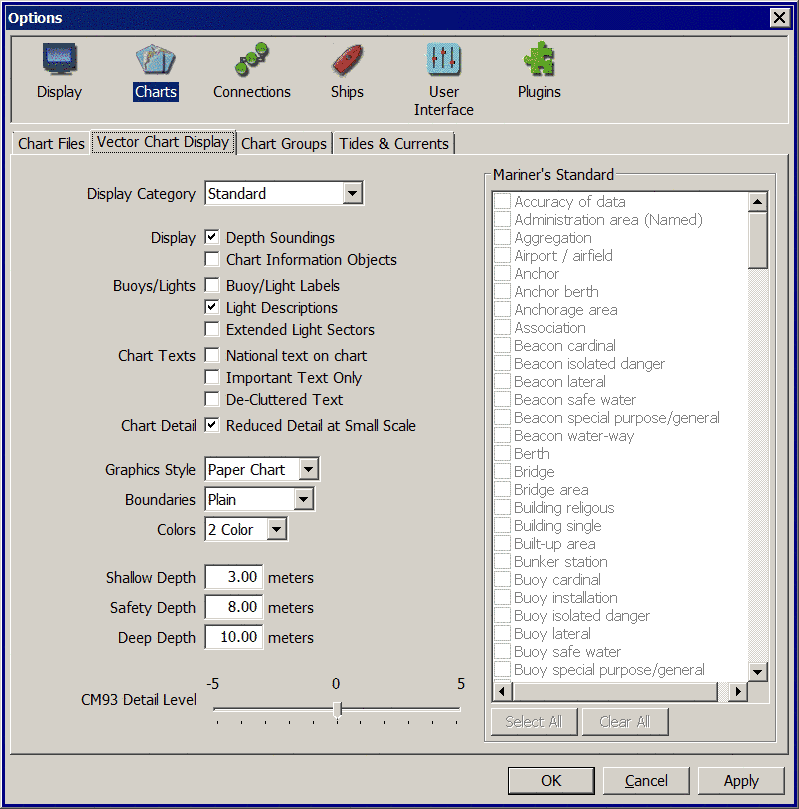 Options
Display
Charts
Connections
Ships
User
Interface
Plugins
Chart Files
Vector Chart Display
Chart Groups
Tides & Currents
Display Category Standard
Display Depth Soundings
Chart Information Objects
Buoys/Lights Buoy/Light Labels
Light Descriptions
Extended Light Sectors
Chart Texts National text on chart
Important Text Only
De-Cluttered Text
Chart Detail Reduced Detail at Small Scale
Graphics Style Paper Chart
Boundaries Plain
Colors 2 Color
Shallow Depth 3.00 meters
Safety Depth 8.00 meters
Deep Depth 10.00 meters
-5 0 5
CM93 Detail Level
Mariner's Standard
Accuracy of data
Administration area (Named)
Aggregation
Airport / airfield
Anchor
Anchor berth
Anchorage area
Association
Beacon cardinal
Beacon isolated danger
Beacon lateral
Beacon safe water
Beacon special purpose/general
Beacon water-way
Berth
Bridge
Bridge area
Building religous
Building single
Built-up area
Bunker station
Buoy cardinal
Buoy installation
Buoy isolated danger
Buoy lateral
Buoy safe water
Buoy special purpose/general
Select All
Clear All
OK
Cancel
Apply